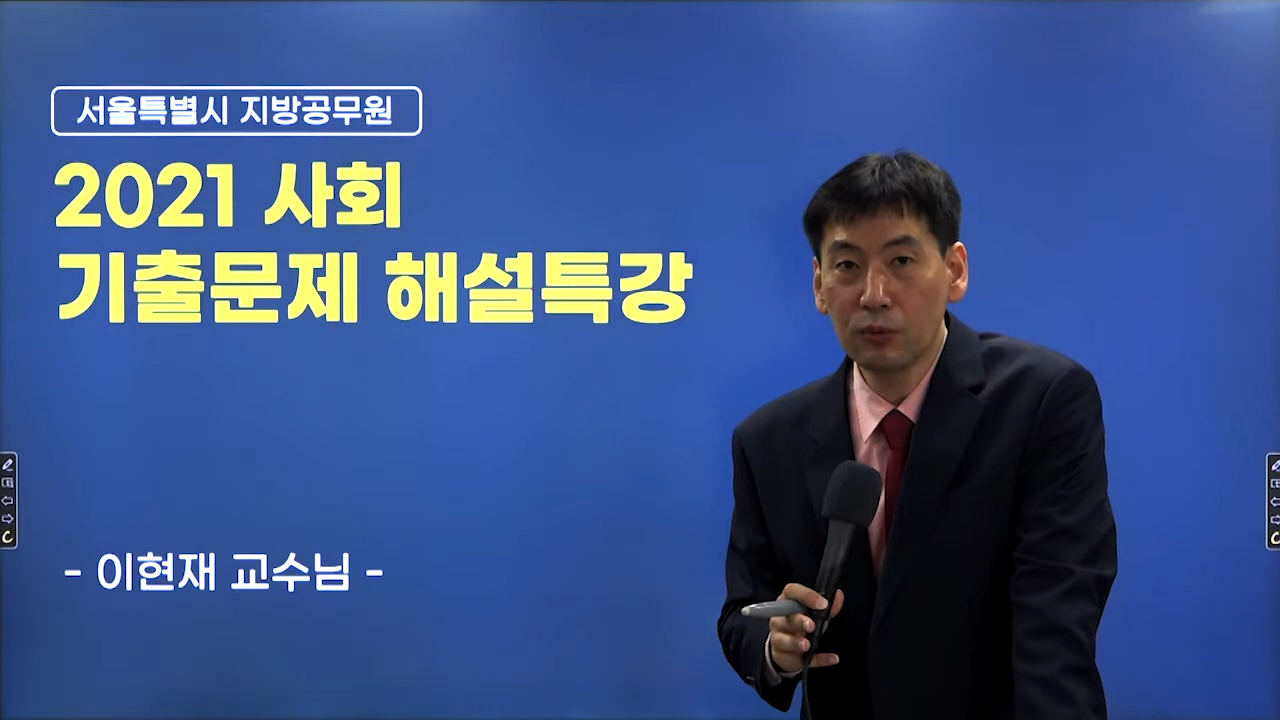 서울특별시 지방공무원
2021 사회
기출문제 해설특강
- 이현재 교수님 -